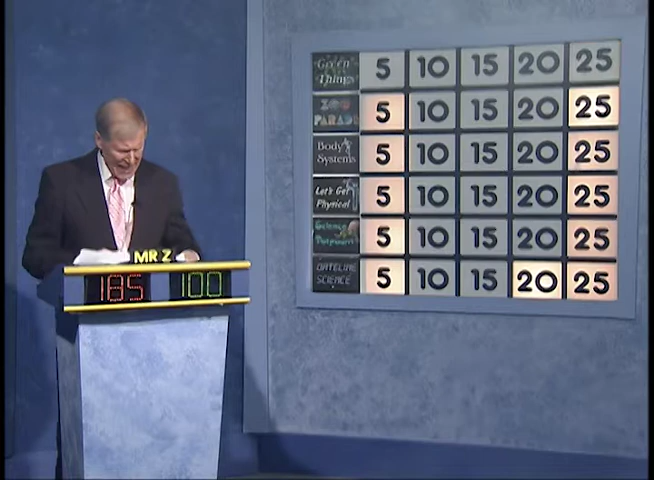 Green Things 5 10 15 20 25
ZOO PARADE 5 10 15 20 25
Body Systems 5 10 15 20 25
Let's Get Physical 5 10 15 20 25
Science 5 10 15 20 25
DATELINE SCIENCE 5 10 15 20 25
MR Z
185 100